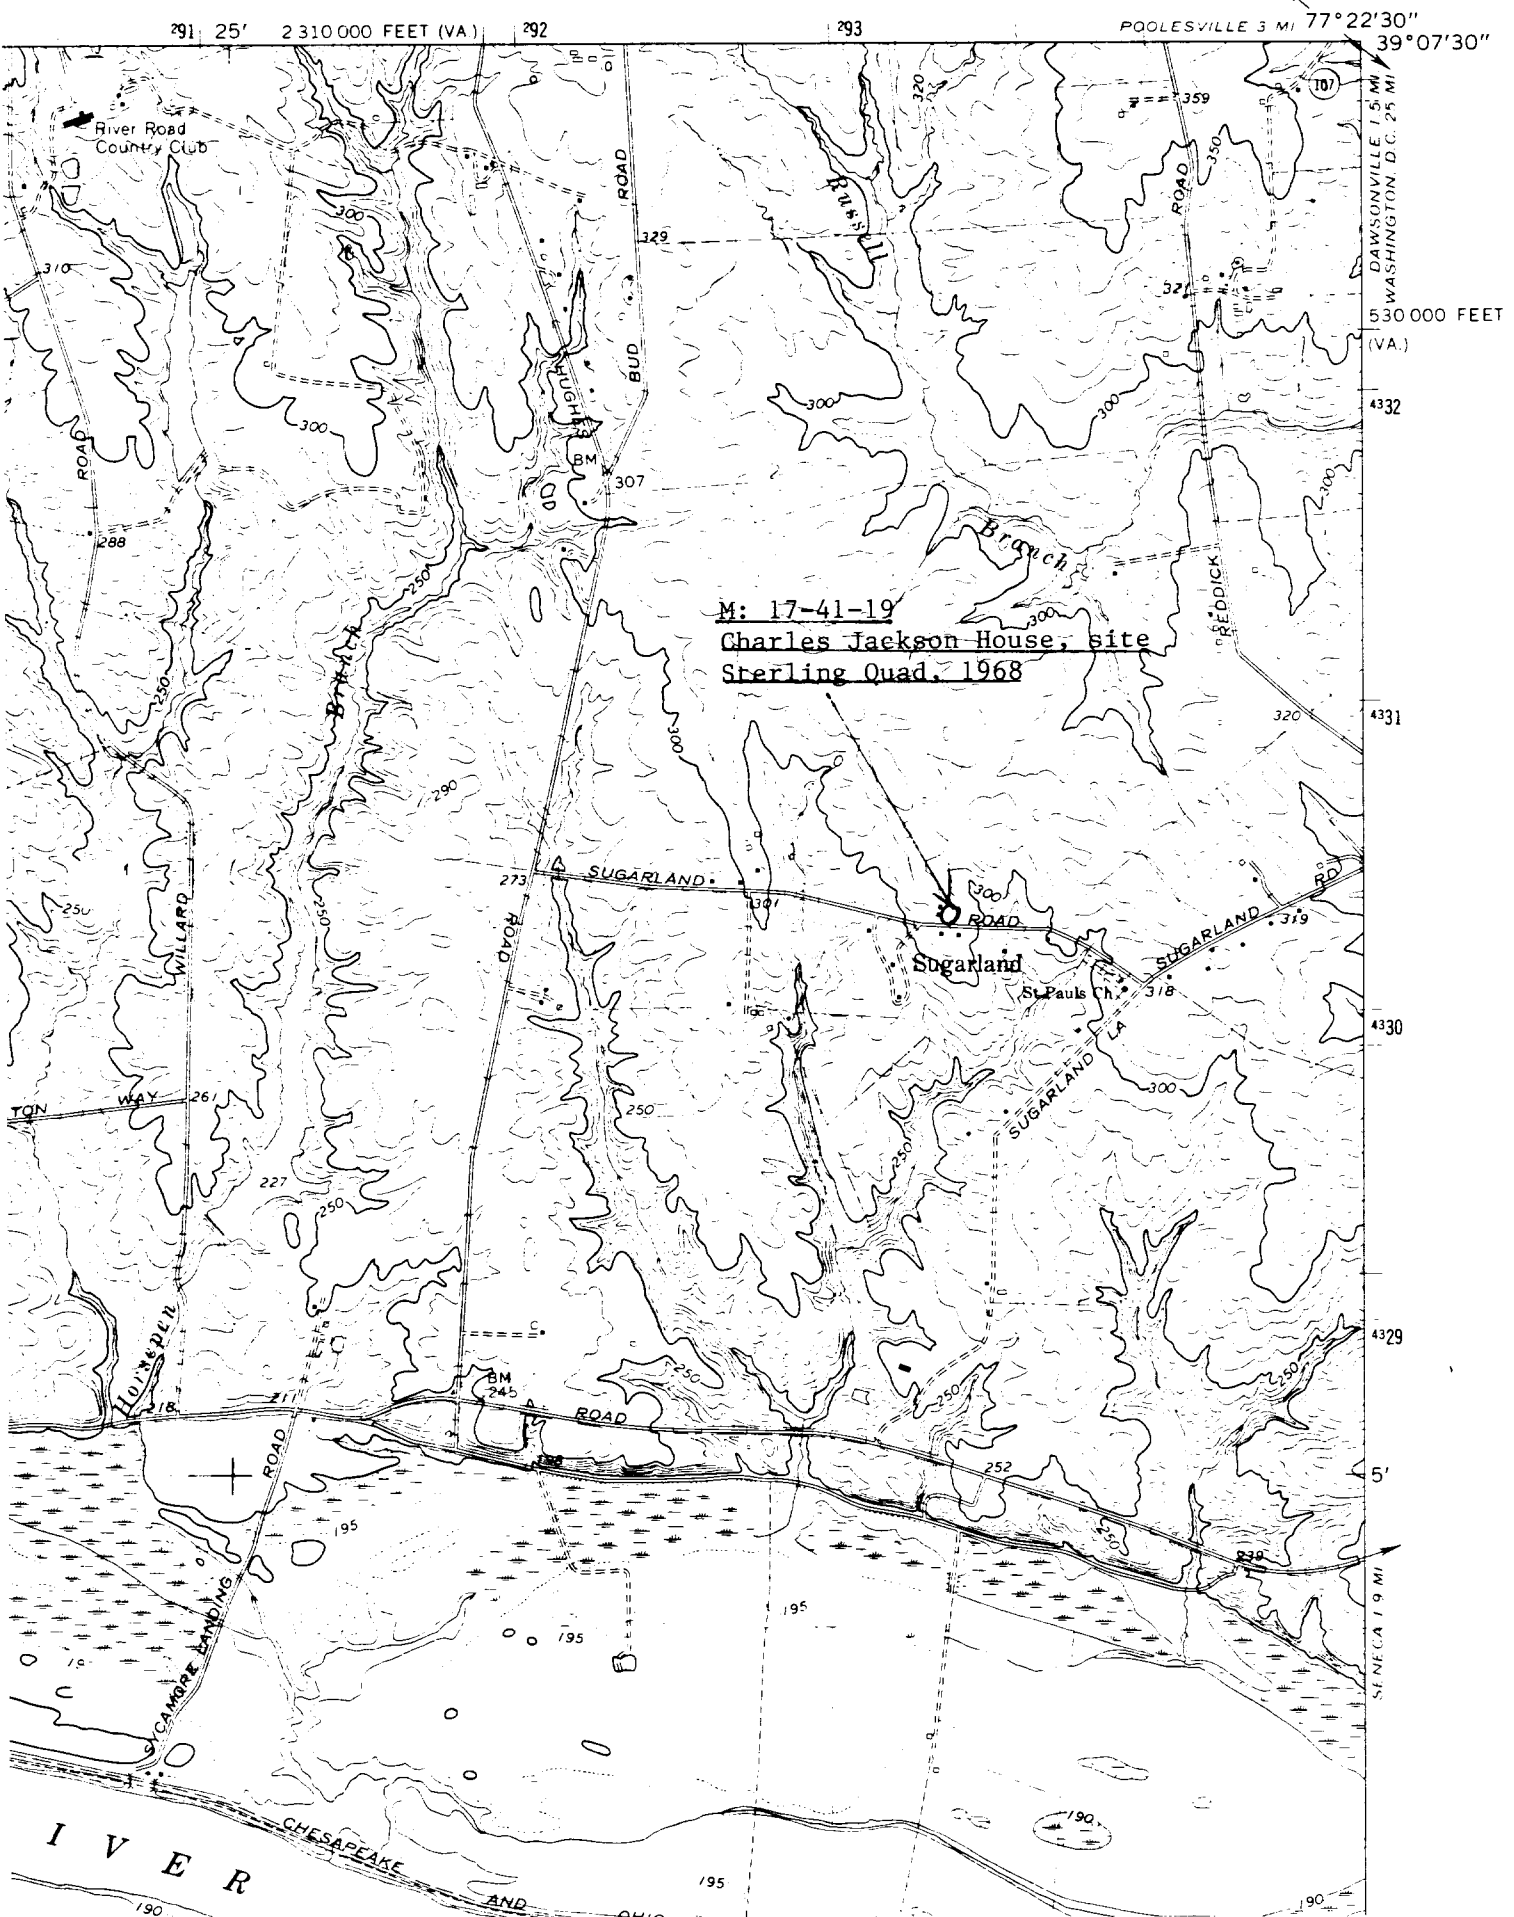 291 25' 2 310 000 FEET (VA.) 292 293 POOLESVILLE 3 MI 77°22'30"
39°07'30"
River Road
Country Club
320
359
107
DAWSONVILLE 1.5 MI
WASHINGTON, D.C. 25 MI
350
ROAD
ROAD
Russell
300
329
310
321
530 000 FEET
(VA.)
BUD
HUGHES
300
300
300
4332
ROAD
BM
307
300
288
Branch
250
REDDICK
M: 17-41-19
Charles Jackson House, site
Sterling Quad. 1968
300
Branch
250
300
320
4331
290
273
SUGARLAND
301
300
ROAD
SUGARLAND
RD
319
250
250
WILLARD
ROAD
Sugarland
St Pauls Ch.
318
4330
SUGARLAND LA
300
TON WAY
261
250
250
227
250
Horsepen
4329
250
250
250
BM
245
218
211
ROAD
ROAD
252
5'
195
250
239
SENECA 1.9 MI
SYCAMORE LANDING
195
195
CHESAPEAKE
190
I V E R
195
AND
OHIO
190
190